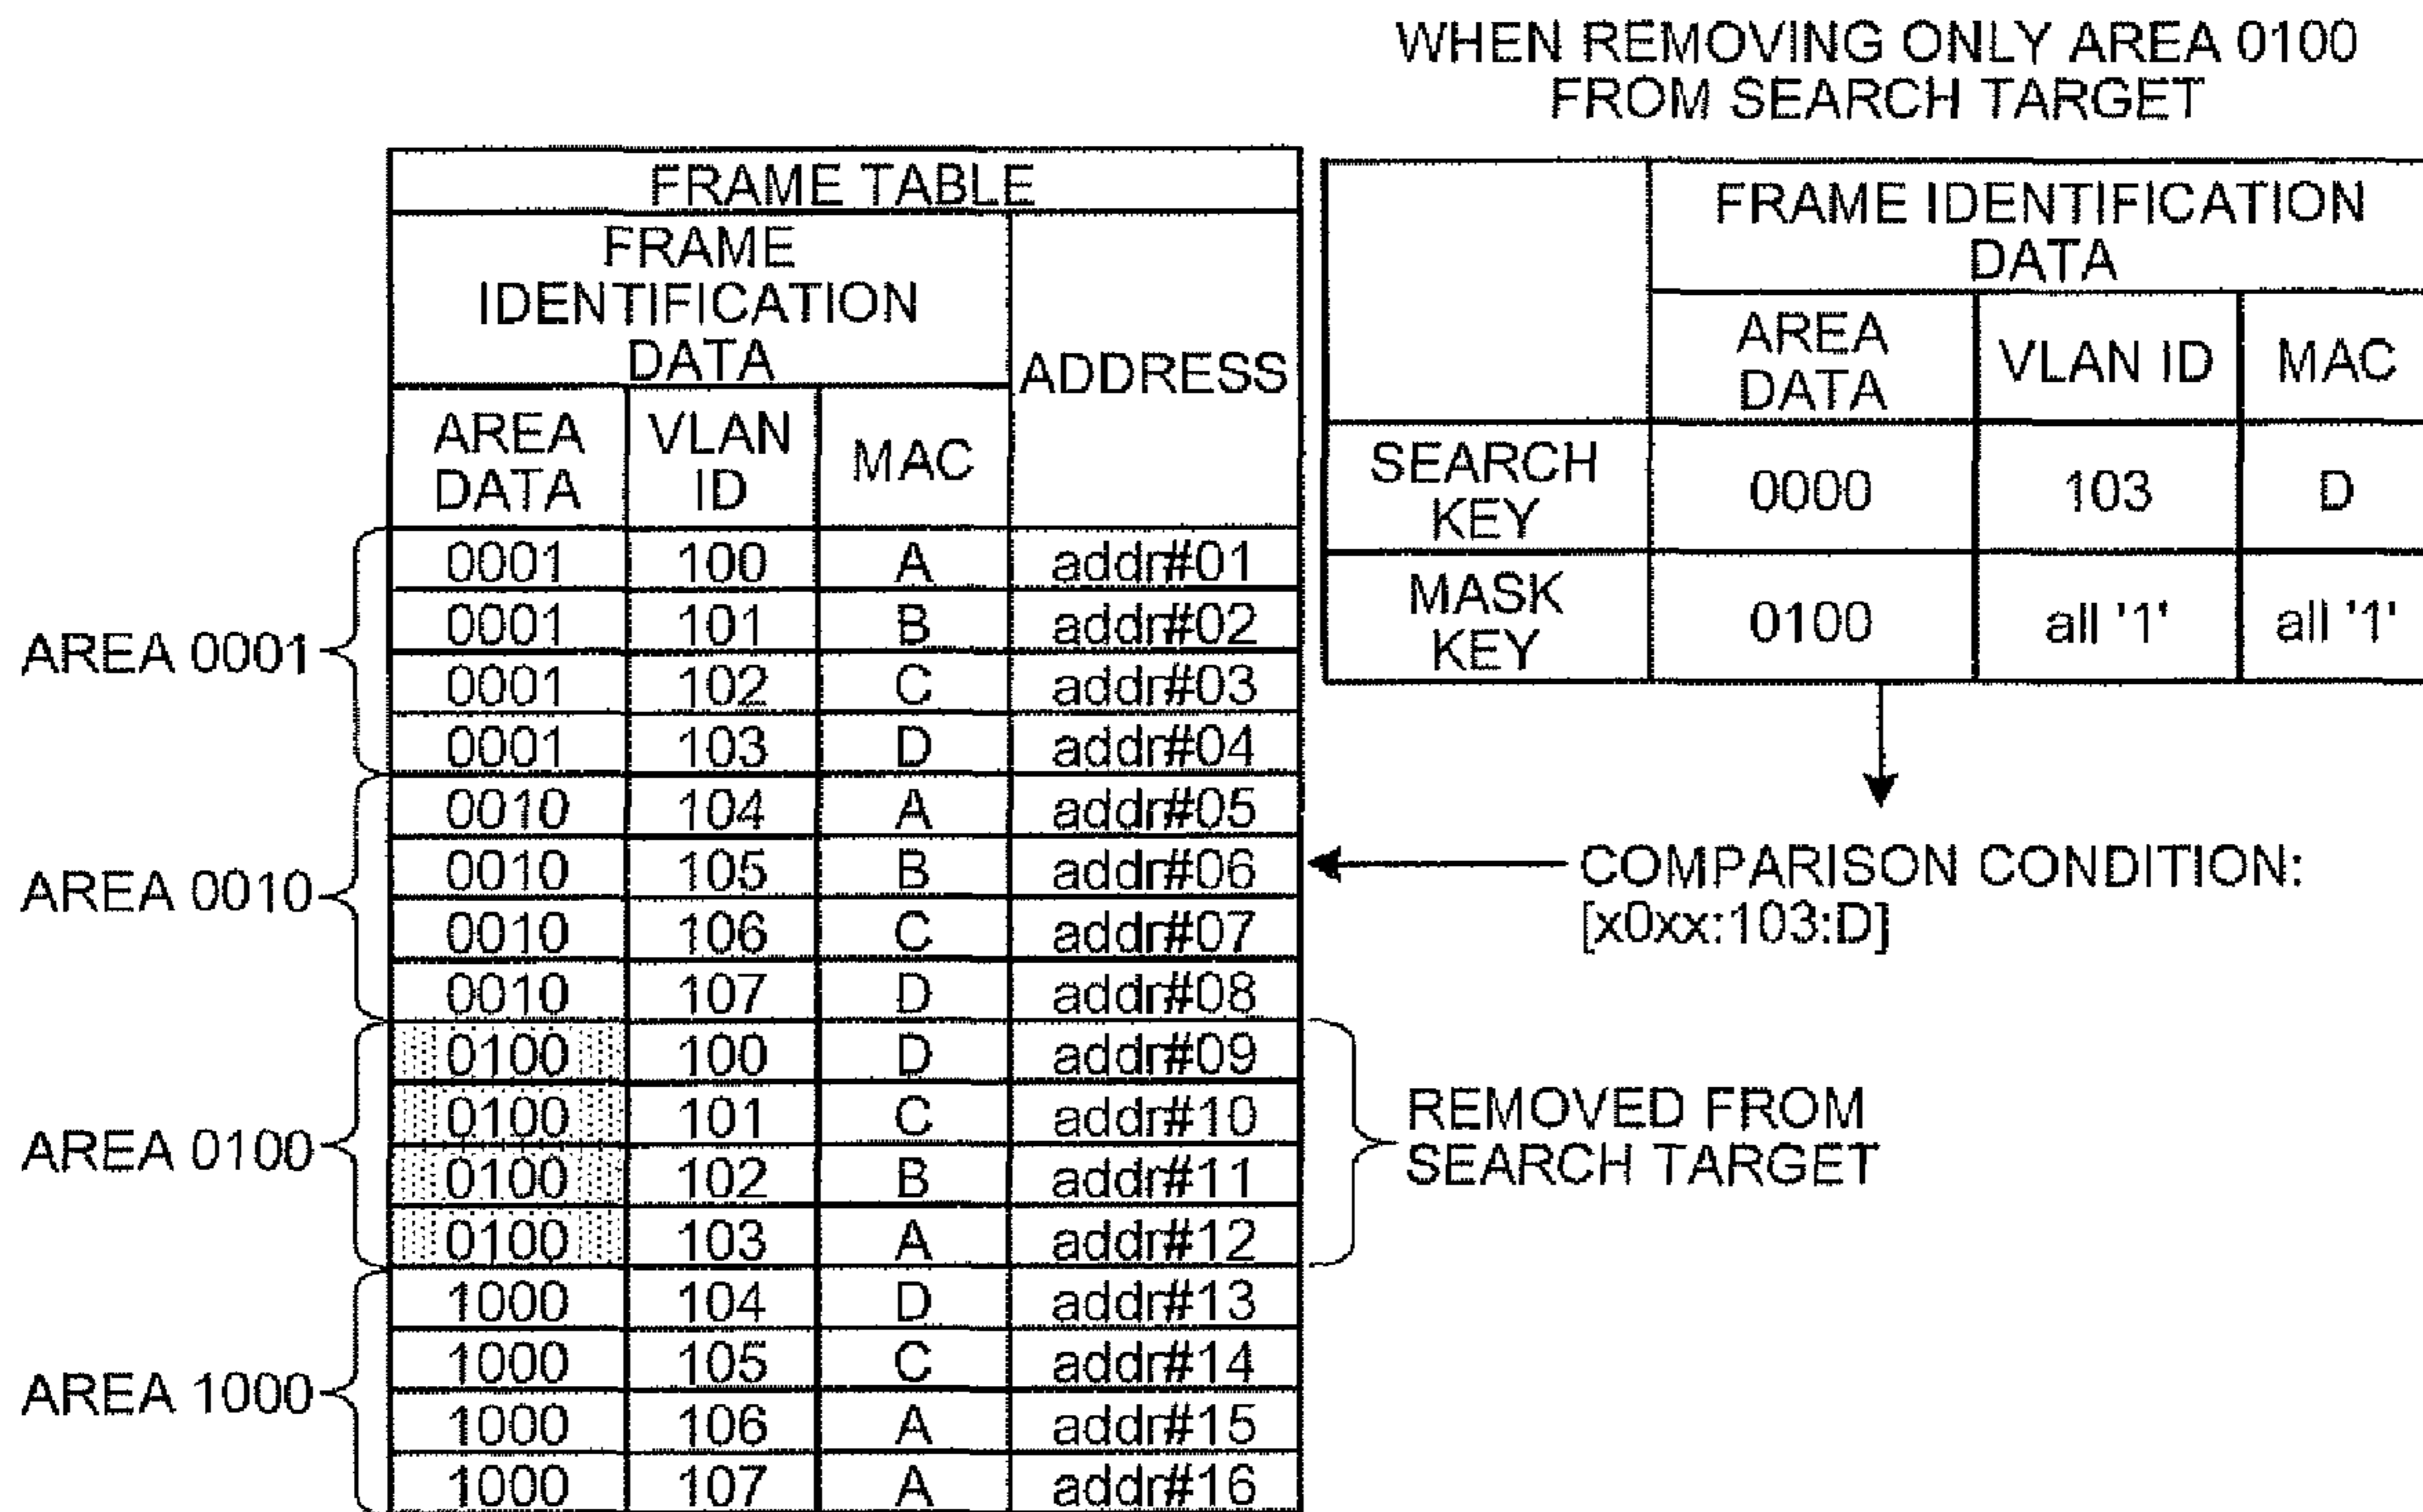 WHEN REMOVING ONLY AREA 0100
FROM SEARCH TARGET
FRAME TABLE
FRAME
IDENTIFICATION
DATA
ADDRESS
AREA
DATA
VLAN
ID
MAC
0001 100 A addr#01
0001 101 B addr#02
0001 102 C addr#03
0001 103 D addr#04
0010 104 A addr#05
0010 105 B addr#06
0010 106 C addr#07
0010 107 D addr#08
0100 100 D addr#09
0100 101 C addr#10
0100 102 B addr#11
0100 103 A addr#12
1000 104 D addr#13
1000 105 C addr#14
1000 106 A addr#15
1000 107 A addr#16
AREA 0001
AREA 0010
AREA 0100
AREA 1000
FRAME IDENTIFICATION
DATA
AREA
DATA
VLAN ID
MAC
SEARCH
KEY
0000 103 D
MASK
KEY
0100 all '1' all '1'
COMPARISON CONDITION:
[x0xx:103:D]
REMOVED FROM
SEARCH TARGET